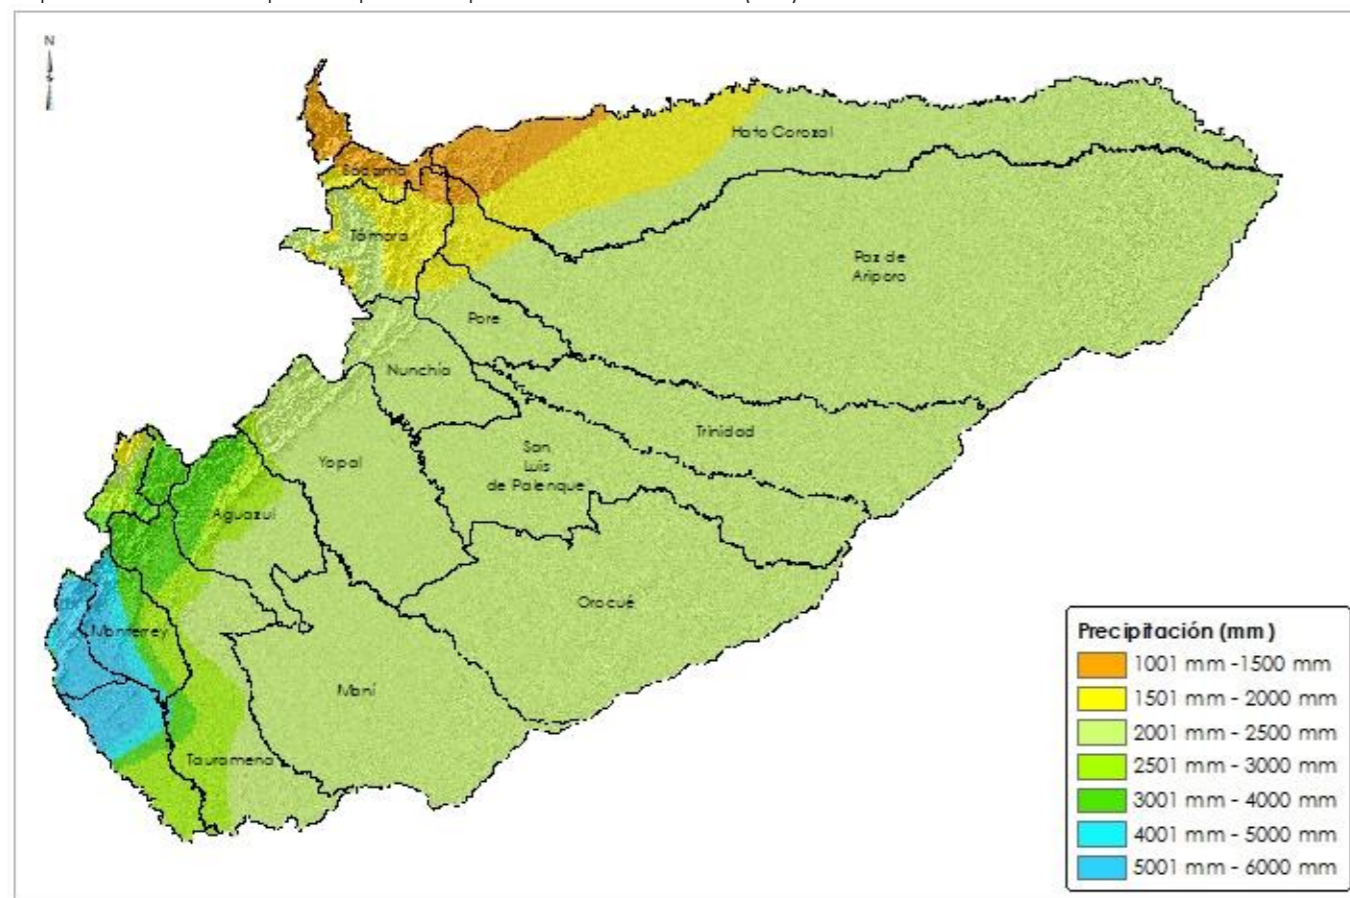 N
Hato Corozal
Sácama
Támara
Paz de
Ariporo
Pore
Nunchía
Trinidad
Yopal
San
Luis
de Palenque
Aguazul
Orocué
Monterrey
Maní
Tauramena
Precipitación (mm)
1001 mm -1500 mm
1501 mm - 2000 mm
2001 mm - 2500 mm
2501 mm - 3000 mm
3001 mm - 4000 mm
4001 mm - 5000 mm
5001 mm - 6000 mm